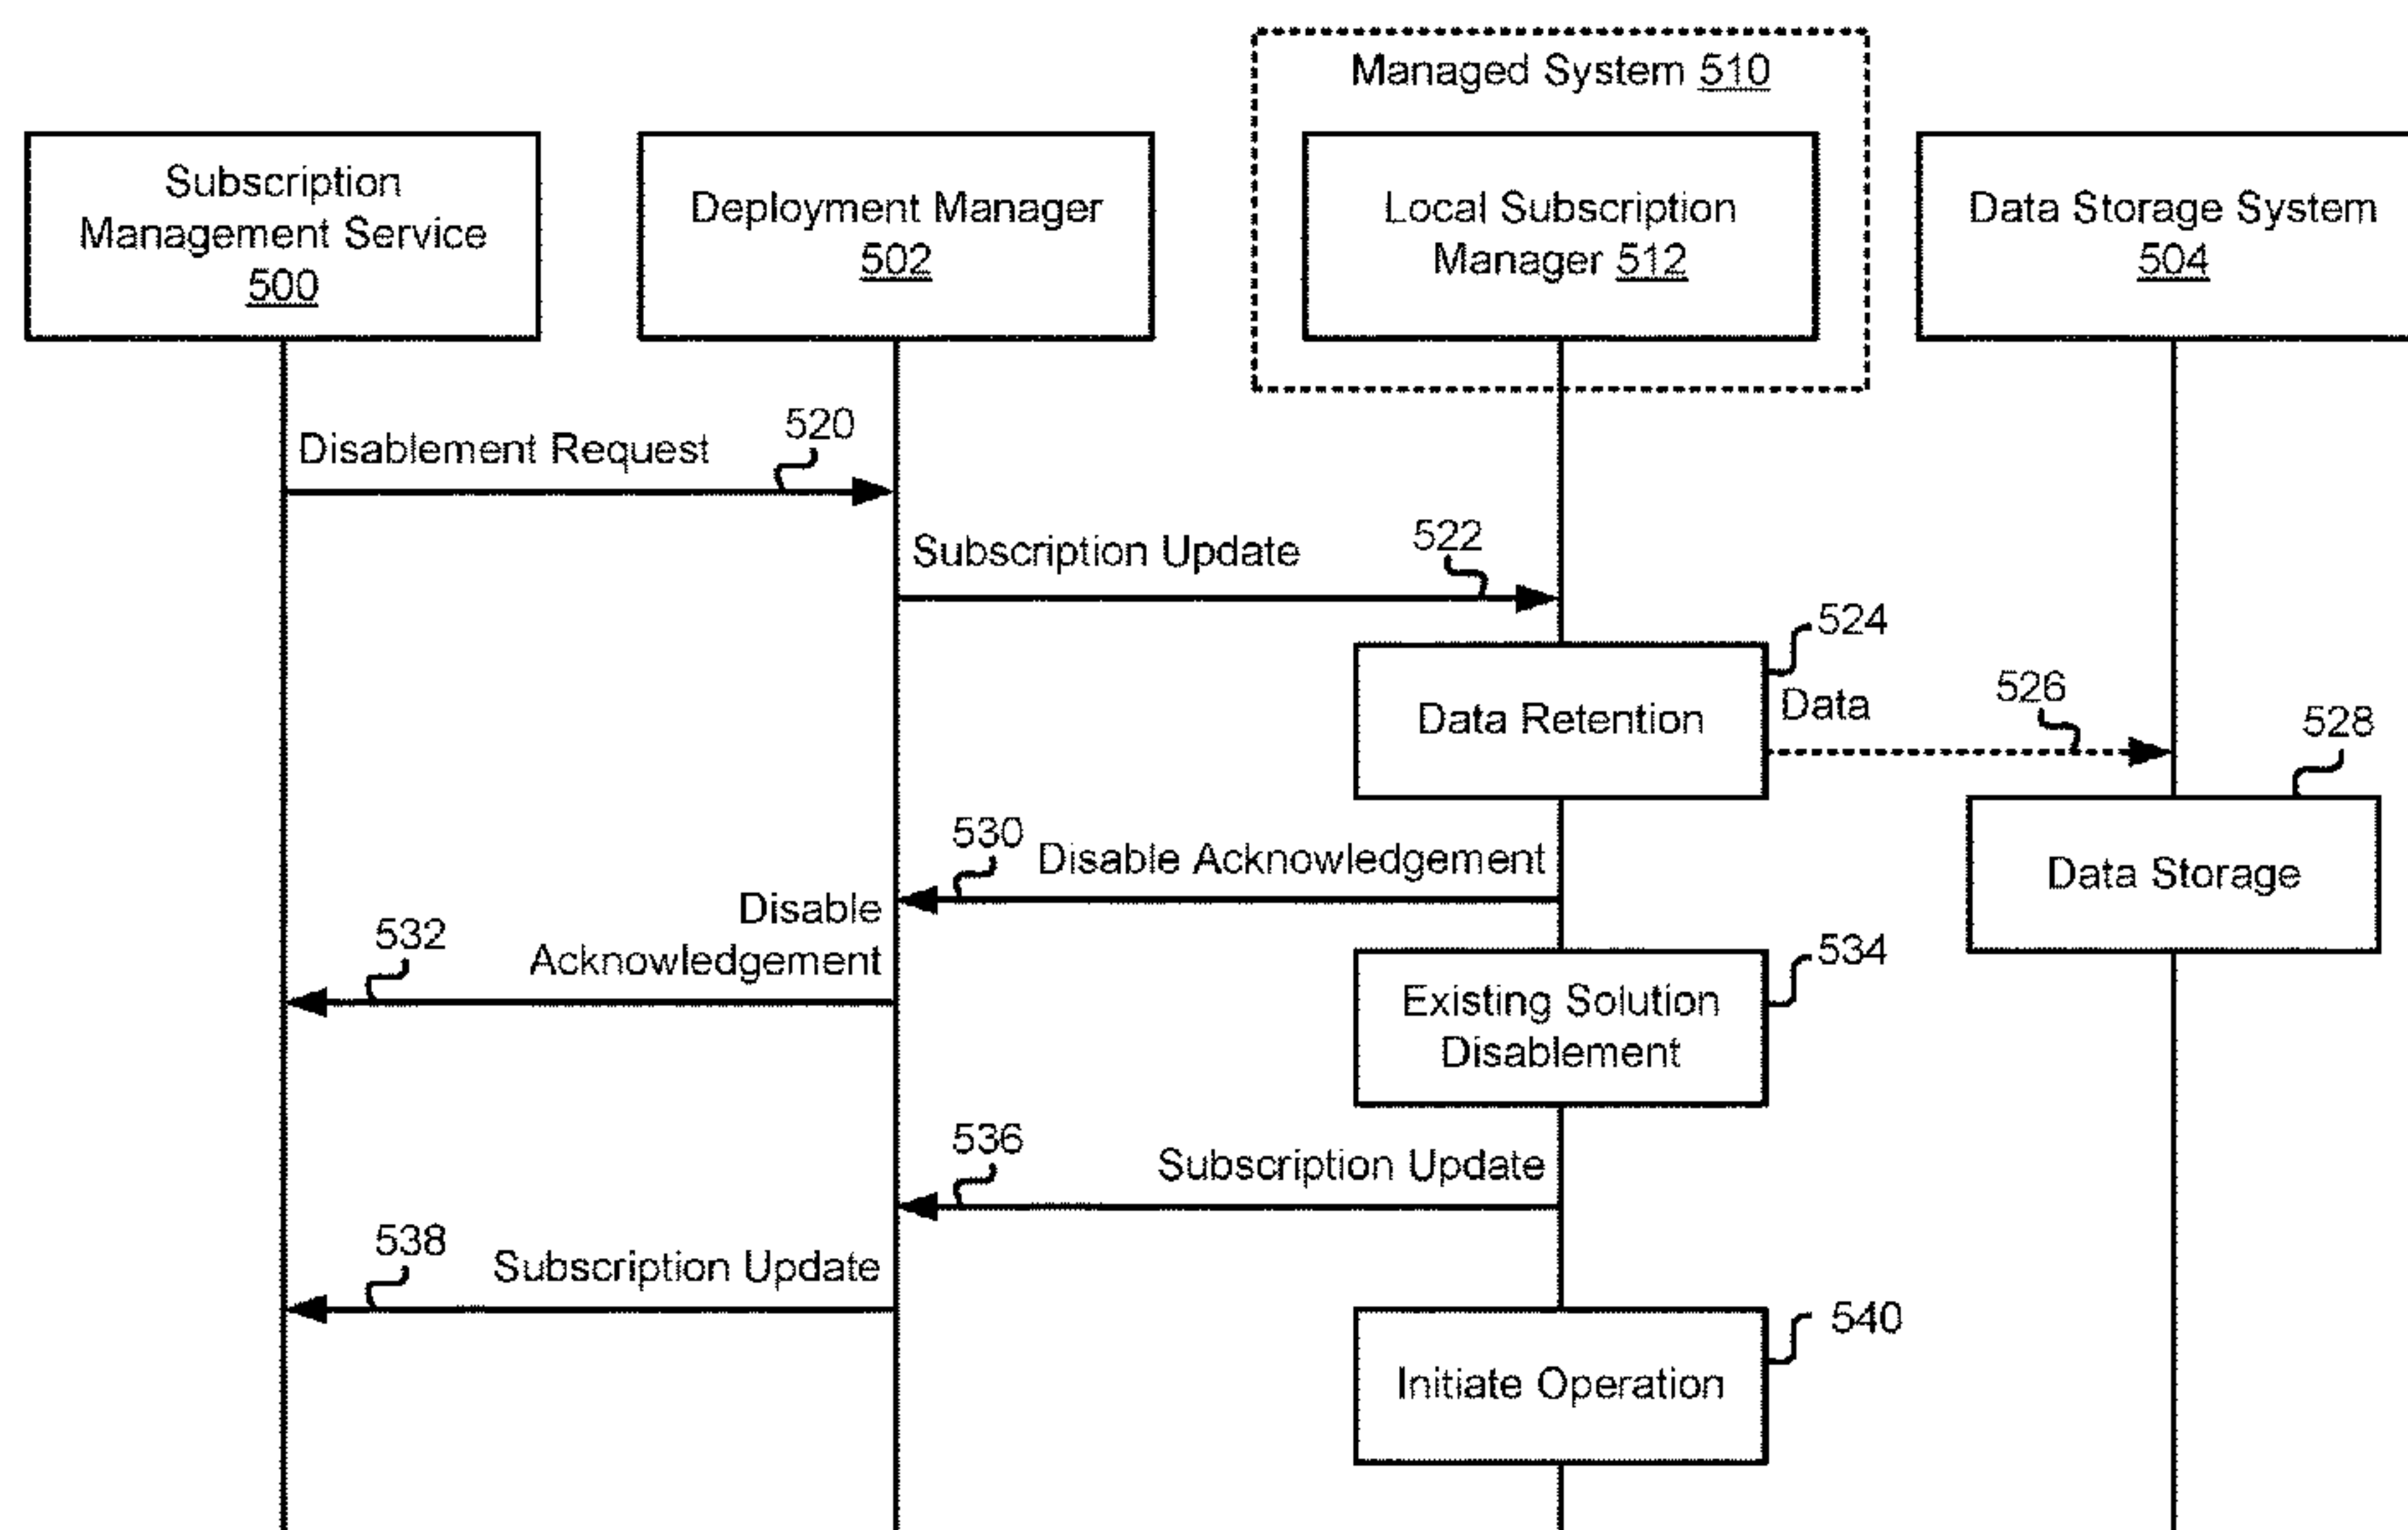 Managed System 510
Subscription
Management Service
500
Deployment Manager
502
Local Subscription
Manager 512
Data Storage System
504
520
Disablement Request
522
Subscription Update
524
Data Retention
Data
526
528
Data Storage
530
Disable Acknowledgement
532
Disable
Acknowledgement
534
Existing Solution
Disablement
536
Subscription Update
538
Subscription Update
540
Initiate Operation